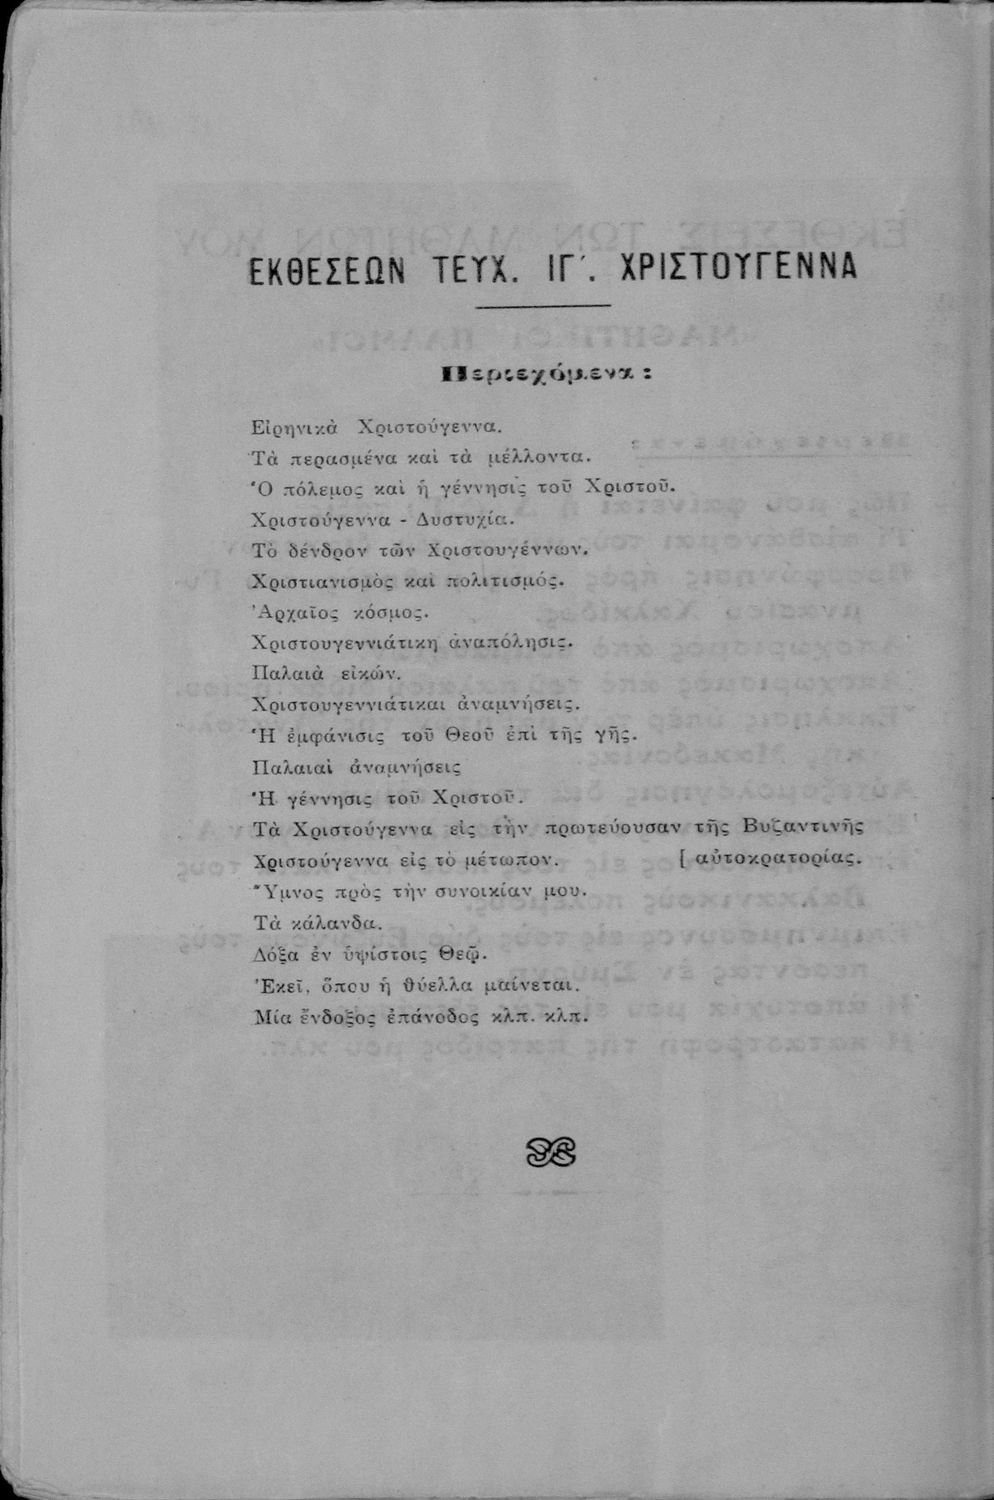 ΕΚΘΕΣΕΩΝ ΤΕΥΧ. ΙΓ΄. ΧΡΙΣΤΟΥΓΕΝΝΑ
Περιεχόμενα :
Εἰρηνικὰ Χριστούγεννα.
Τὰ περασμένα καὶ τὰ μέλλοντα.
Ὁ πόλεμος καὶ ἡ γέννησις τοῦ Χριστοῦ.
Χριστούγεννα - Δυστυχία.
Τὸ δένδρον τῶν Χριστουγέννων.
Χριστιανισμὸς καὶ πολιτισμός.
Ἀρχαῖος κόσμος.
Χριστουγεννιάτικη ἀναπόλησις.
Παλαιὰ εἰκών.
Χριστουγεννιάτικαι ἀναμνήσεις.
Ἡ ἐμφάνισις τοῦ Θεοῦ ἐπὶ τῆς γῆς.
Παλαιαὶ ἀναμνήσεις
Ἡ γέννησις τοῦ Χριστοῦ.
Τὰ Χριστούγεννα εἰς τὴν πρωτεύουσαν τῆς Βυζαντινῆς
Χριστούγεννα εἰς τὸ μέτωπον. [ αὐτοκρατορίας.
Ὕμνος πρὸς τὴν συνοικίαν μου.
Τὰ κάλανδα.
Δόξα ἐν ὑψίστοις Θεῷ.
Ἐκεῖ, ὅπου ἡ θύελλα μαίνεται.
Μία ἔνδοξος ἐπάνοδος κλπ. κλπ.